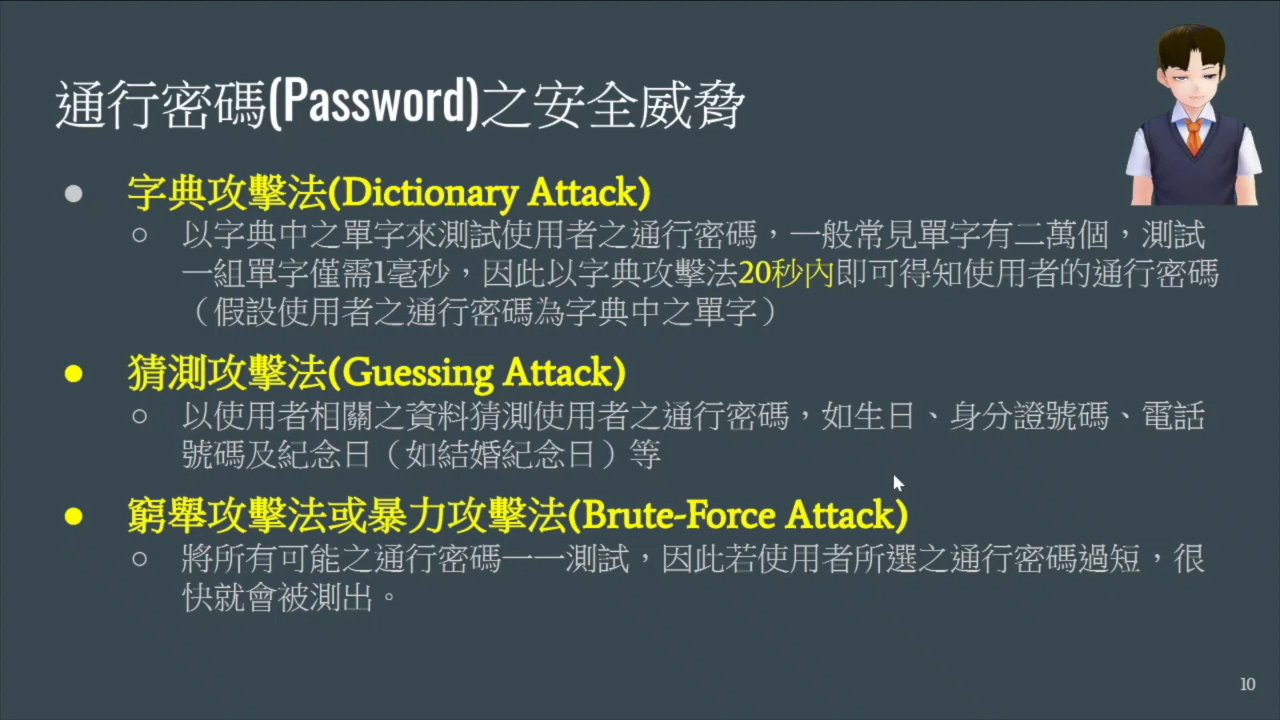 通行密碼(Password)之安全威脅
● 字典攻擊法(Dictionary Attack)
○ 以字典中之單字來測試使用者之通行密碼，一般常見單字有二萬個，測試
一組單字僅需1毫秒，因此以字典攻擊法20秒內即可得知使用者的通行密碼
（假設使用者之通行密碼為字典中之單字）
● 猜測攻擊法(Guessing Attack)
○ 以使用者相關之資料猜測使用者之通行密碼，如生日、身分證號碼、電話
號碼及紀念日（如結婚紀念日）等
● 窮舉攻擊法或暴力攻擊法(Brute-Force Attack)
○ 將所有可能之通行密碼一一測試，因此若使用者所選之通行密碼過短，很
快就會被測出。
10